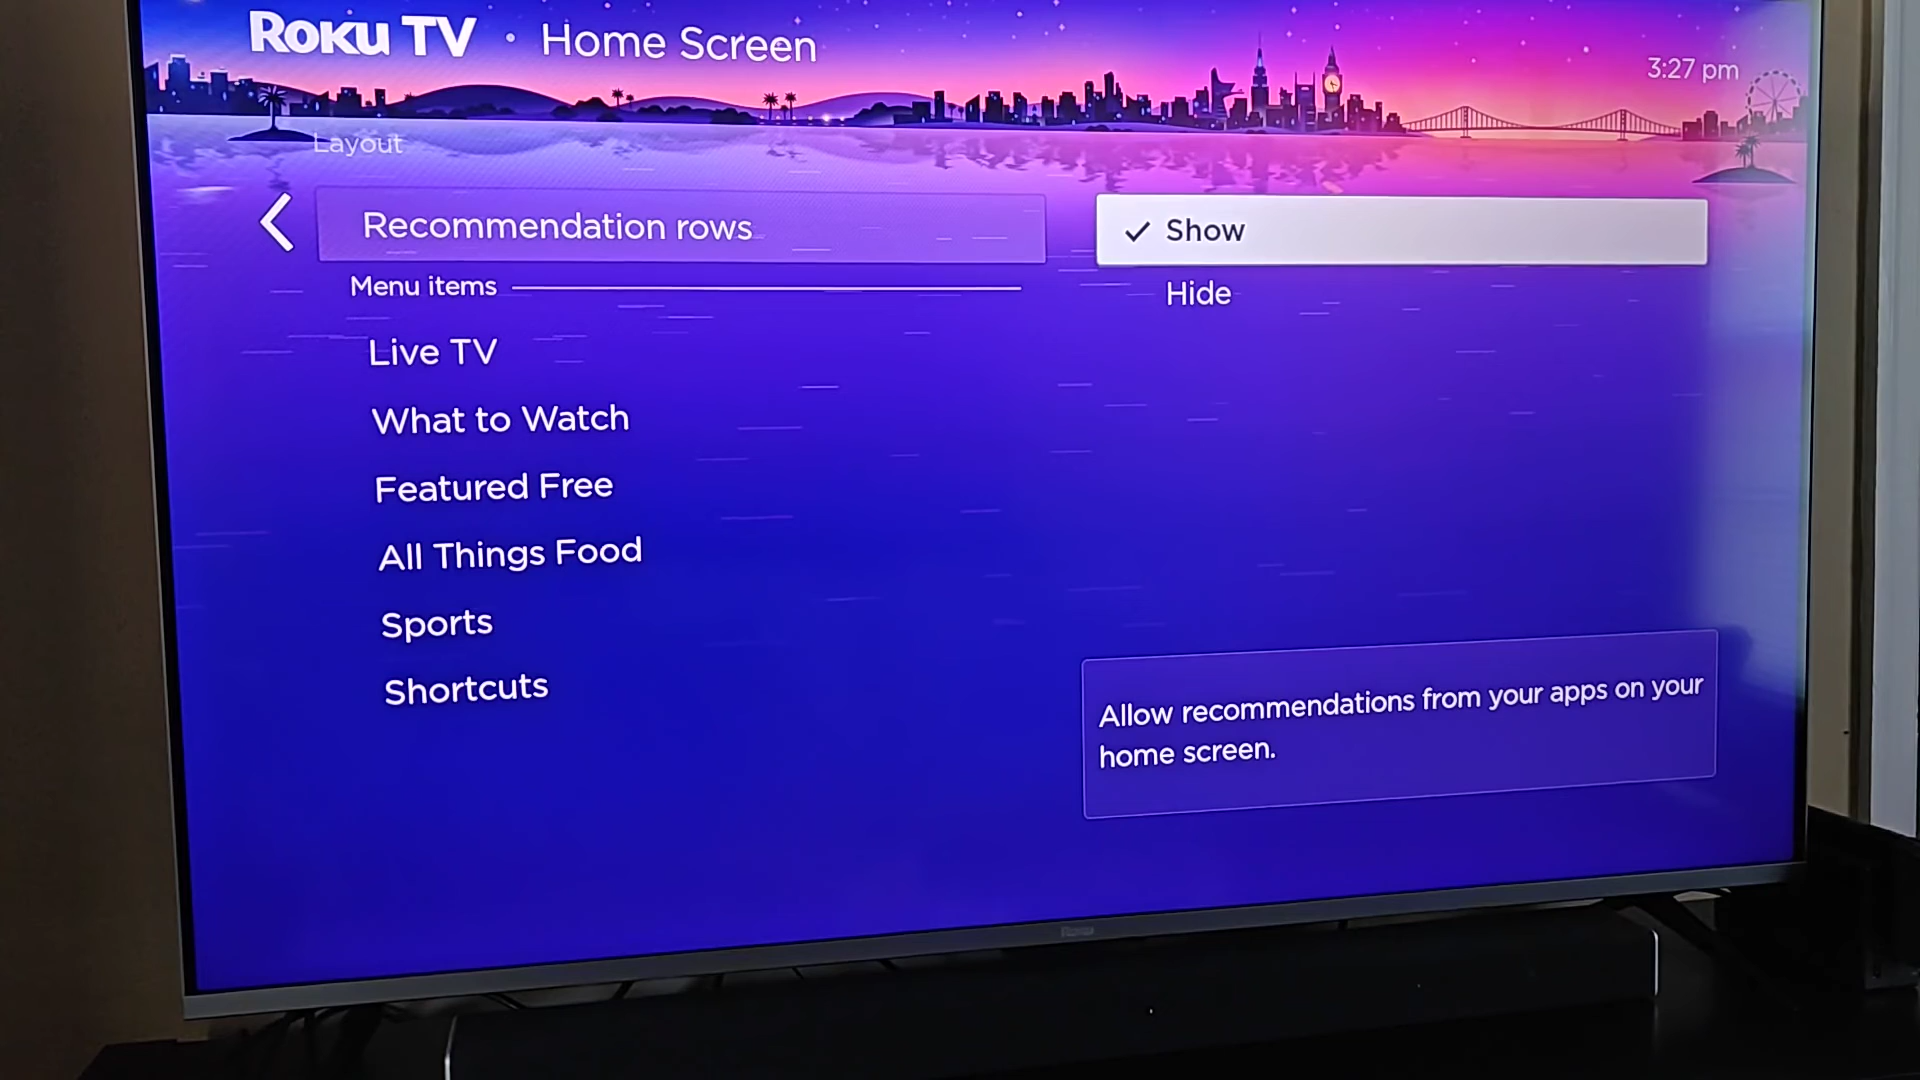 Roku TV • Home Screen
3:27 pm
Layout
Recommendation rows
Show
Hide
Menu items
Live TV
What to Watch
Featured Free
All Things Food
Sports
Shortcuts
Allow recommendations from your apps on your
home screen.
Roku